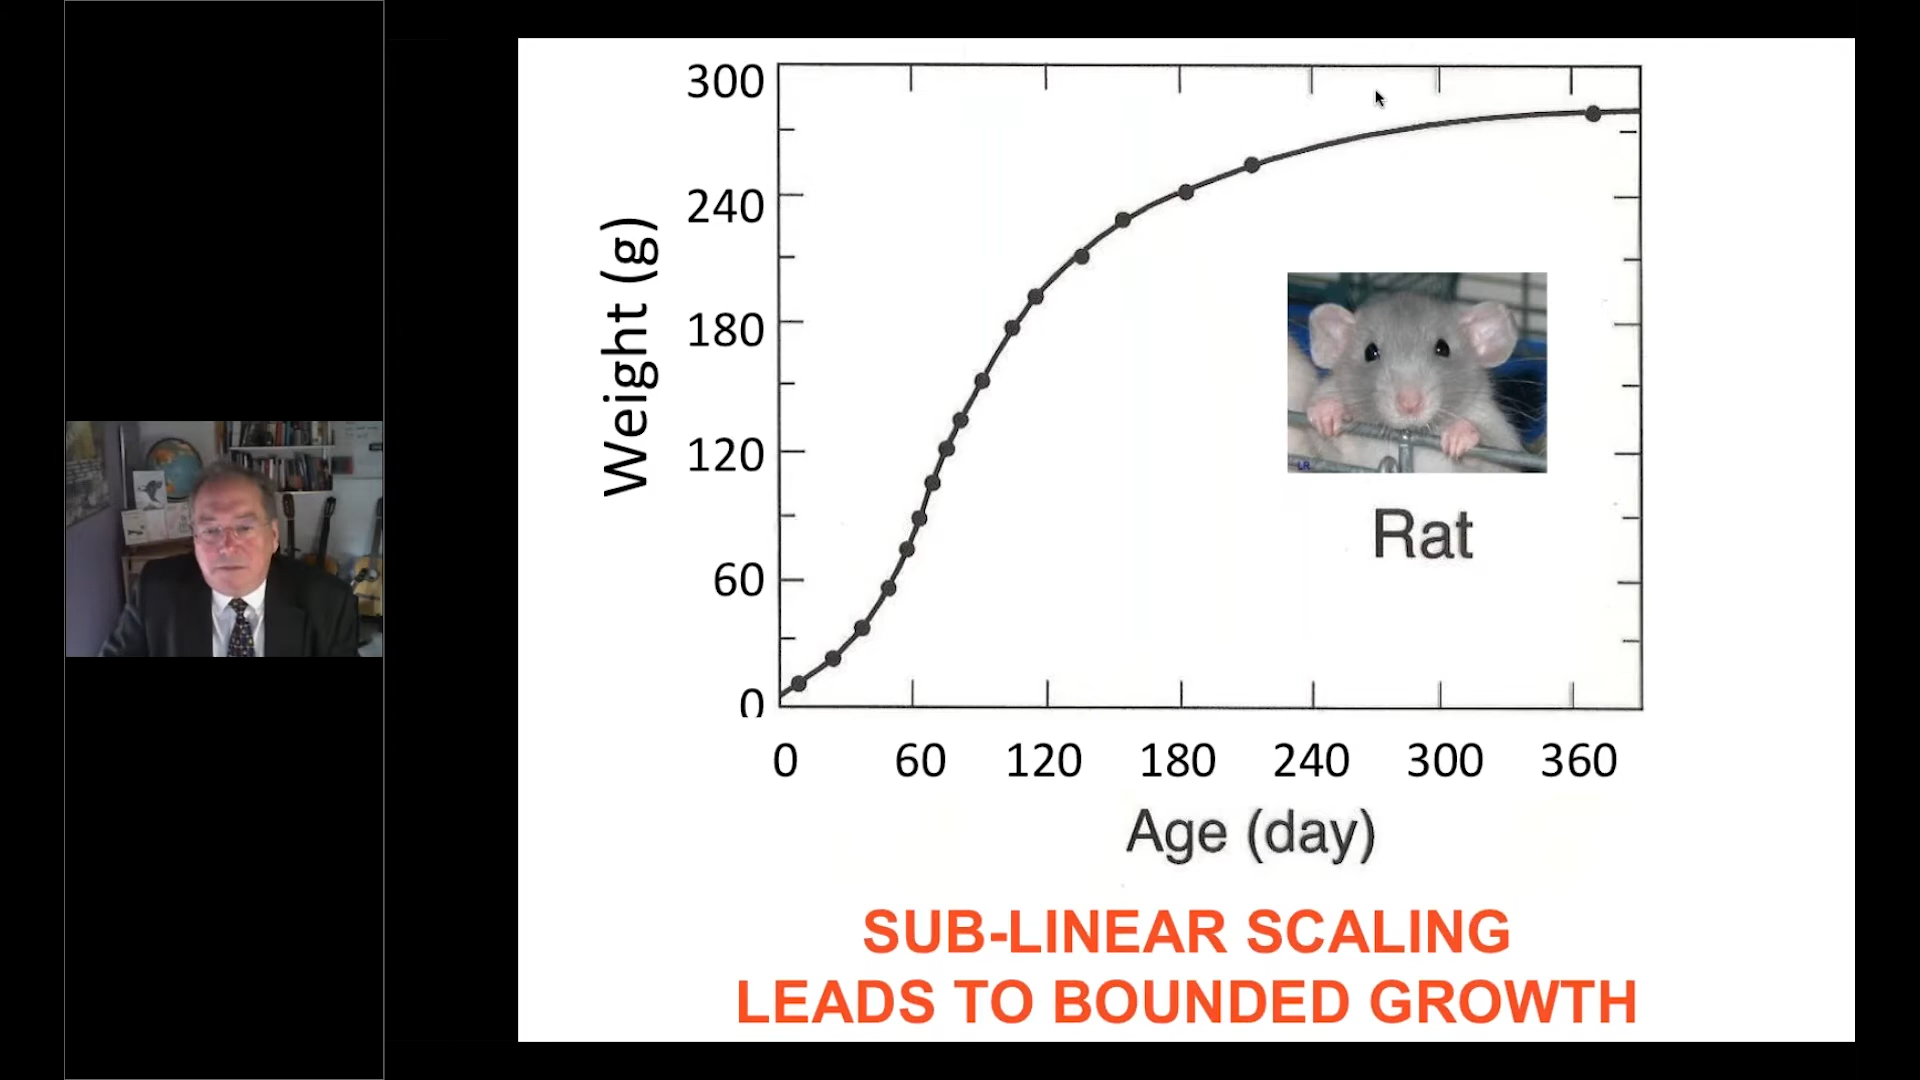 300
240
180
120
60
0
Weight (g)
LR
Rat
0 60 120 180 240 300 360
Age (day)
SUB-LINEAR SCALING
LEADS TO BOUNDED GROWTH